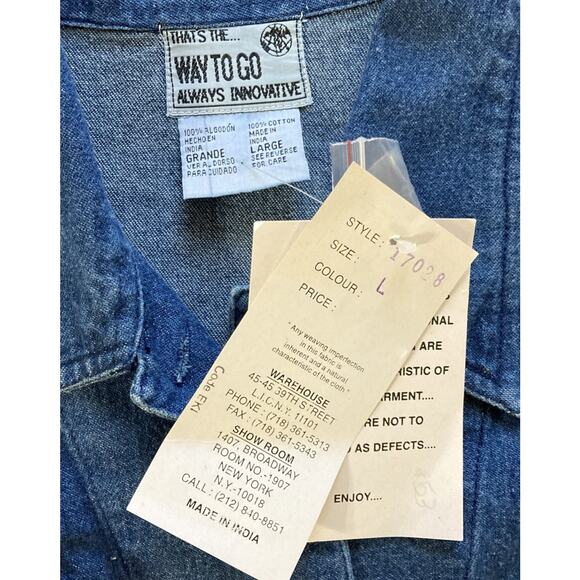 THATS THE...
WAY TO GO
ALWAYS INNOVATIVE
100% ALGODÓN
HECHO EN
INDIA
GRANDE
VER AL DORSO
PARA CUIDADO
100% COTTON
MADE IN
INDIA
LARGE
SEE REVERSE
FOR CARE
STYLE: 17028
SIZE: L
COLOUR:
PRICE:
"Any weaving imperfection
in this fabric is
inherent and a natural
characteristic of the cloth"
WAREHOUSE
45-45 39TH STREET
L.I.C.N.Y. 11101
PHONE: (718) 361-5313
FAX: (718) 361-5343
SHOW ROOM
1407, BROADWAY
ROOM NO.-1907
NEW YORK
N.Y.-10018
CALL: (212) 840-8851
MADE IN INDIA
Code EKI
NAL
ARE
RISTIC OF
ARMENT....
RE NOT TO
AS DEFECTS....
ENJOY....